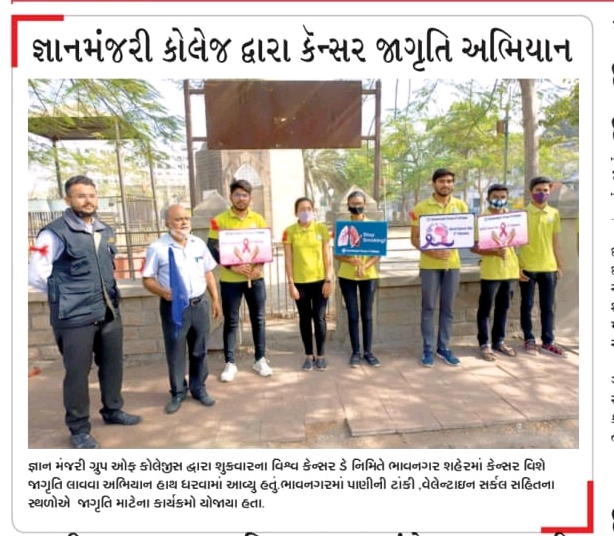 જ્ઞાનમંજરી કોલેજ દ્વારા કેન્સર જાગૃતિ અભિયાન
Stop
Smoking!
જ્ઞાન મંજરી ગ્રુપ ઓફ કોલેજીસ દ્વારા શુક્રવારના વિશ્વ કેન્સર ડે નિમિતે ભાવનગર શહેરમાં કેન્સર વિશે
જાગૃતિ લાવવા અભિયાન હાથ ધરવામાં આવ્યુ હતું.ભાવનગરમાં પાણીની ટાંકી ,વેલેન્ટાઇન સર્કલ સહિતના
સ્થળોએ જાગૃતિ માટેના કાર્યક્રમો યોજાયા હતા.